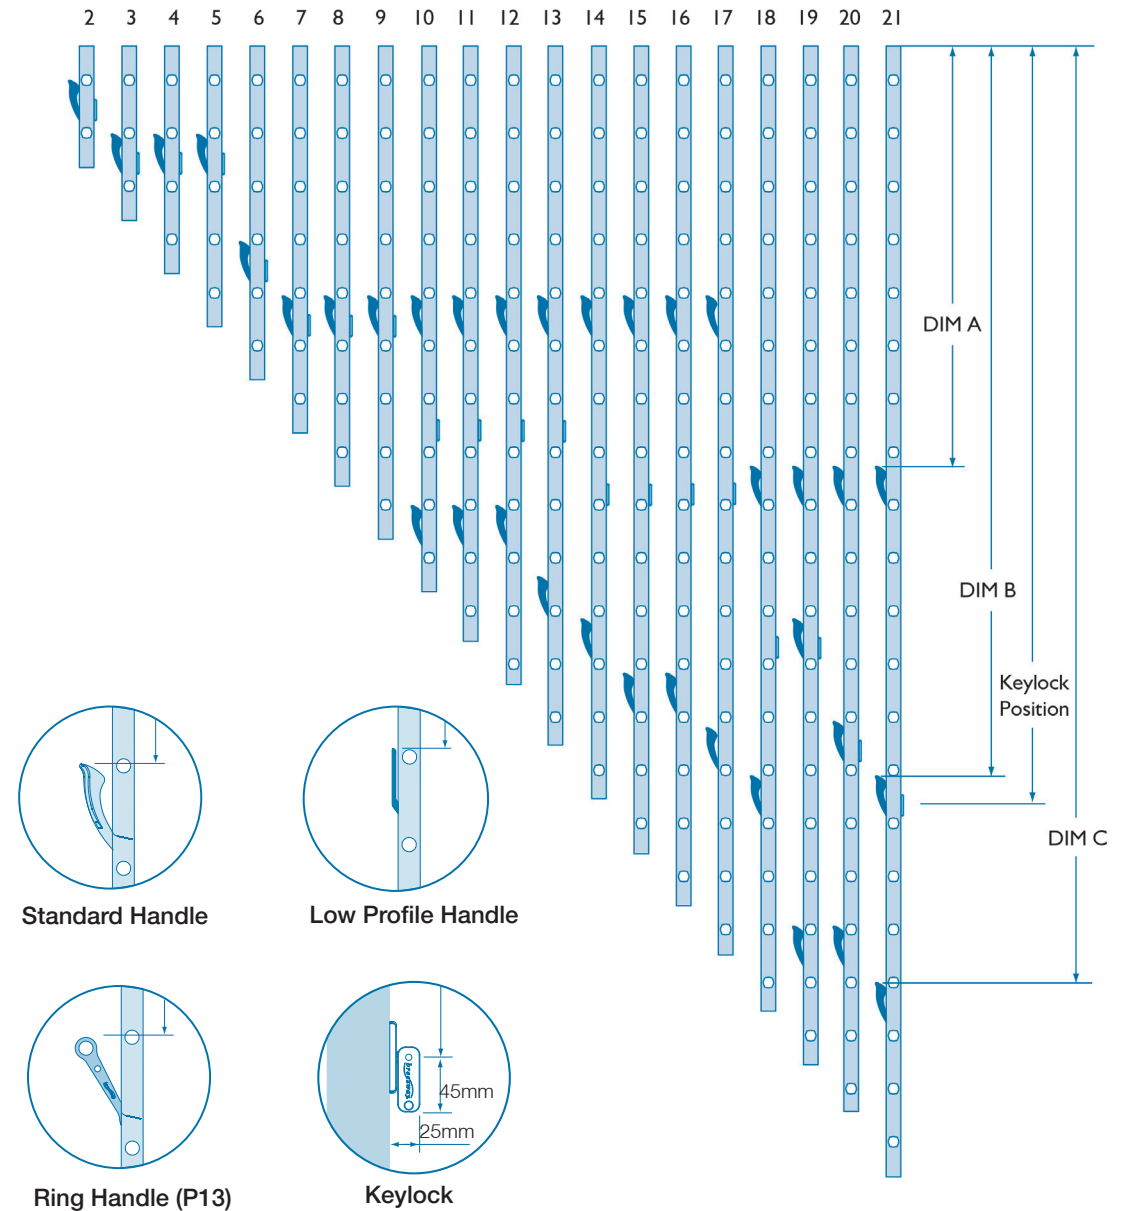 2 3 4 5 6 7 8 9 10 11 12 13 14 15 16 17 18 19 20 21
DIM A
DIM B
Keylock
Position
DIM C
Standard Handle
Low Profile Handle
45mm
25mm
Ring Handle (P13)
Keylock